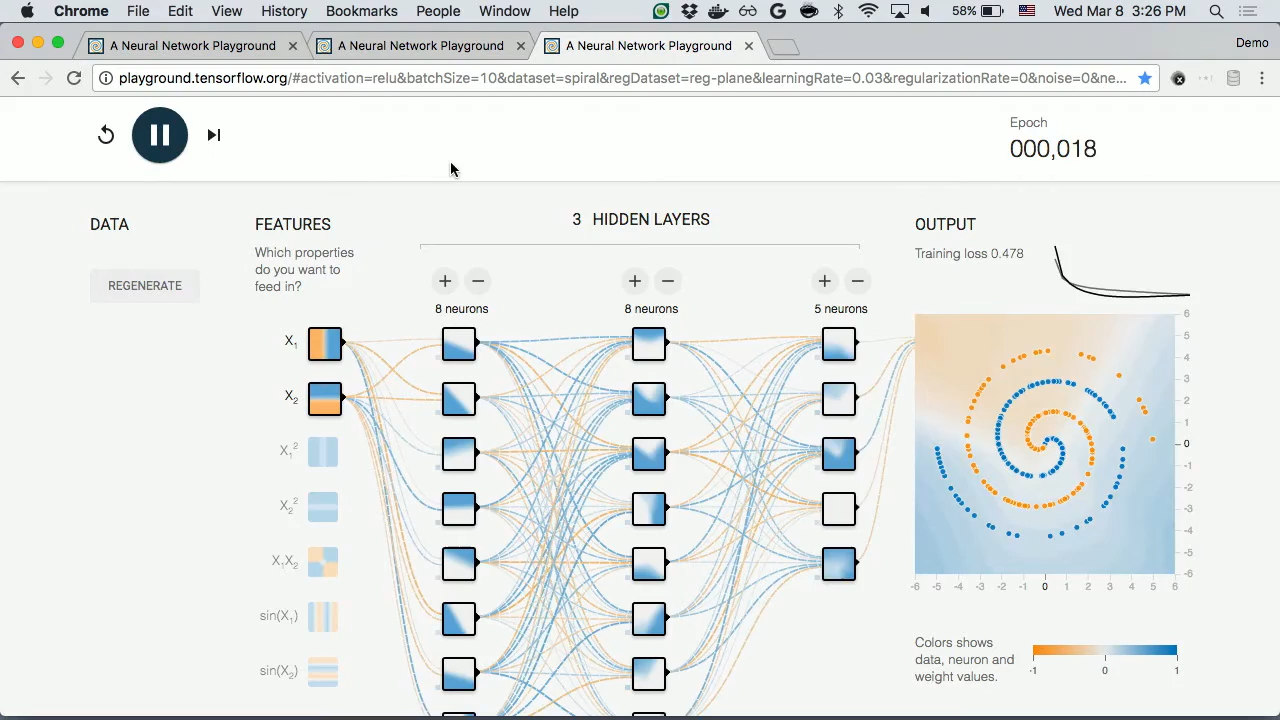 Chrome File Edit View History Bookmarks People Window Help 58% Wed Mar 8 3:26 PM
A Neural Network Playground A Neural Network Playground A Neural Network Playground Demo
playground.tensorflow.org/#activation=relu&batchSize=10&dataset=spiral&regDataset=reg-plane&learningRate=0.03&regularizationRate=0&noise=0&ne...
Epoch
000,018
DATA
REGENERATE
FEATURES
Which properties
do you want to
feed in?
X₁
X₂
X₁²
X₂²
X₁X₂
sin(X₁)
sin(X₂)
3 HIDDEN LAYERS
+ − + − + −
8 neurons 8 neurons 5 neurons
OUTPUT
Training loss 0.478
6
5
4
3
2
1
0
-1
-2
-3
-4
-5
-6
-6 -5 -4 -3 -2 -1 0 1 2 3 4 5 6
Colors shows
data, neuron and
weight values.
-1 0 1